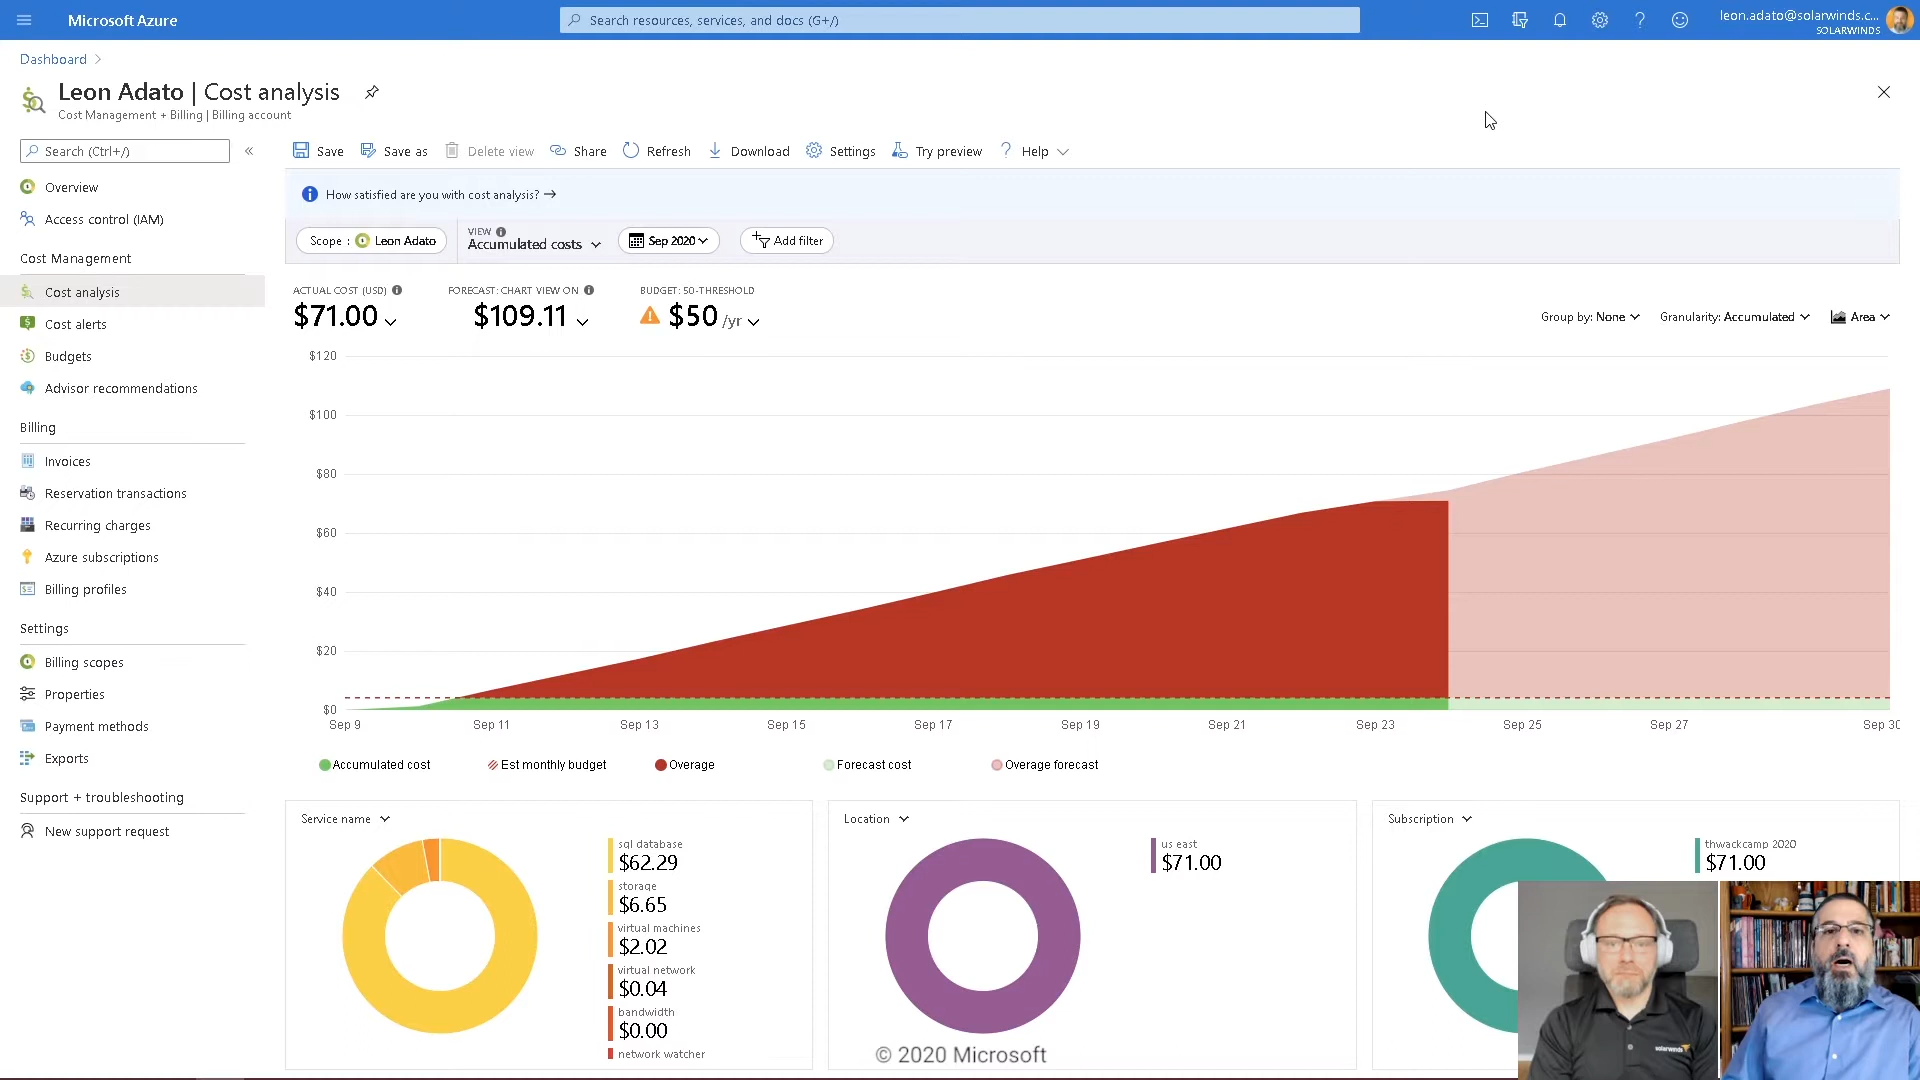 Microsoft Azure
Search resources, services, and docs (G+/)
leon.adato@solarwinds.c...
SOLARWINDS
Dashboard
Leon Adato | Cost analysis
Cost Management + Billing | Billing account
Search (Ctrl+/)
«
Save
Save as
Delete view
Share
Refresh
Download
Settings
Try preview
? Help
How satisfied are you with cost analysis? →
Scope : Leon Adato
VIEW
Accumulated costs
Sep 2020
Add filter
Overview
Access control (IAM)
Cost Management
Cost analysis
Cost alerts
Budgets
Advisor recommendations
Billing
Invoices
Reservation transactions
Recurring charges
Azure subscriptions
Billing profiles
Settings
Billing scopes
Properties
Payment methods
Exports
Support + troubleshooting
New support request
ACTUAL COST (USD)
$71.00
FORECAST: CHART VIEW ON
$109.11
BUDGET: 50-THRESHOLD
$50 /yr
Group by: None
Granularity: Accumulated
Area
$120
$100
$80
$60
$40
$20
$0
Sep 9
Sep 11
Sep 13
Sep 15
Sep 17
Sep 19
Sep 21
Sep 23
Sep 25
Sep 27
Sep 30
Accumulated cost
Est monthly budget
Overage
Forecast cost
Overage forecast
Service name
sql database
$62.29
storage
$6.65
virtual machines
$2.02
virtual network
$0.04
bandwidth
$0.00
network watcher
Location
us east
$71.00
© 2020 Microsoft
Subscription
thwackcamp 2020
$71.00
solarwinds